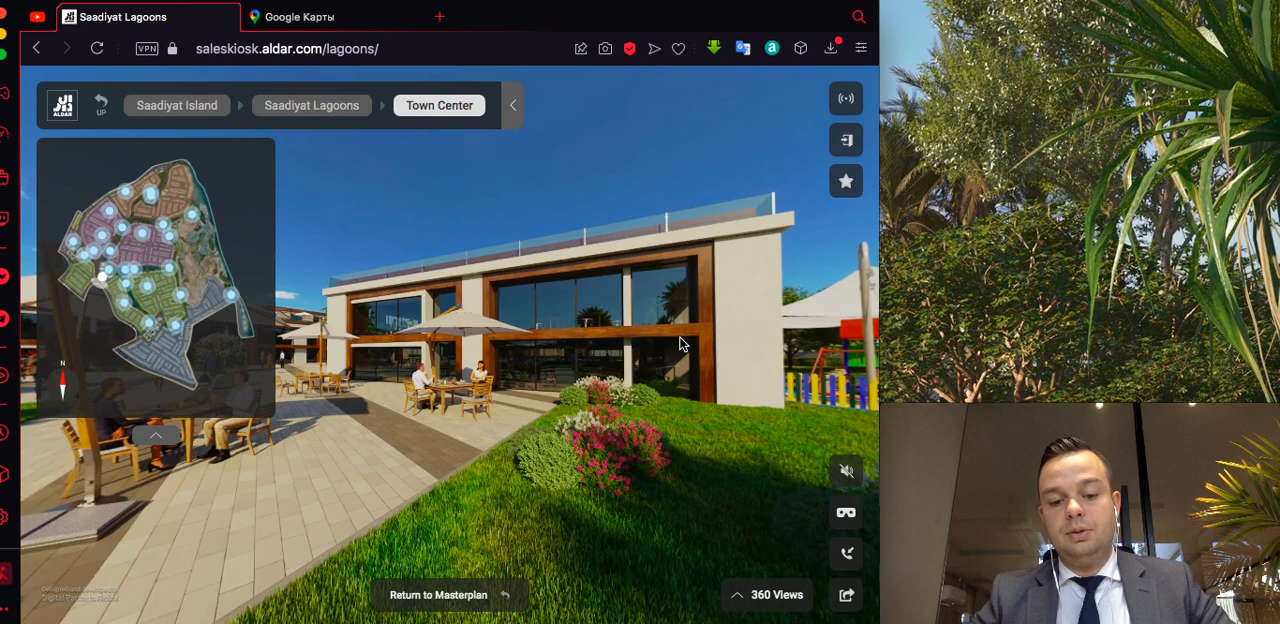 Saadiyat Lagoons
Google Карты
VPN
saleskiosk.aldar.com/lagoons/
ALDAR
UP
Saadiyat Island
Saadiyat Lagoons
Town Center
N
Return to Masterplan
360 Views